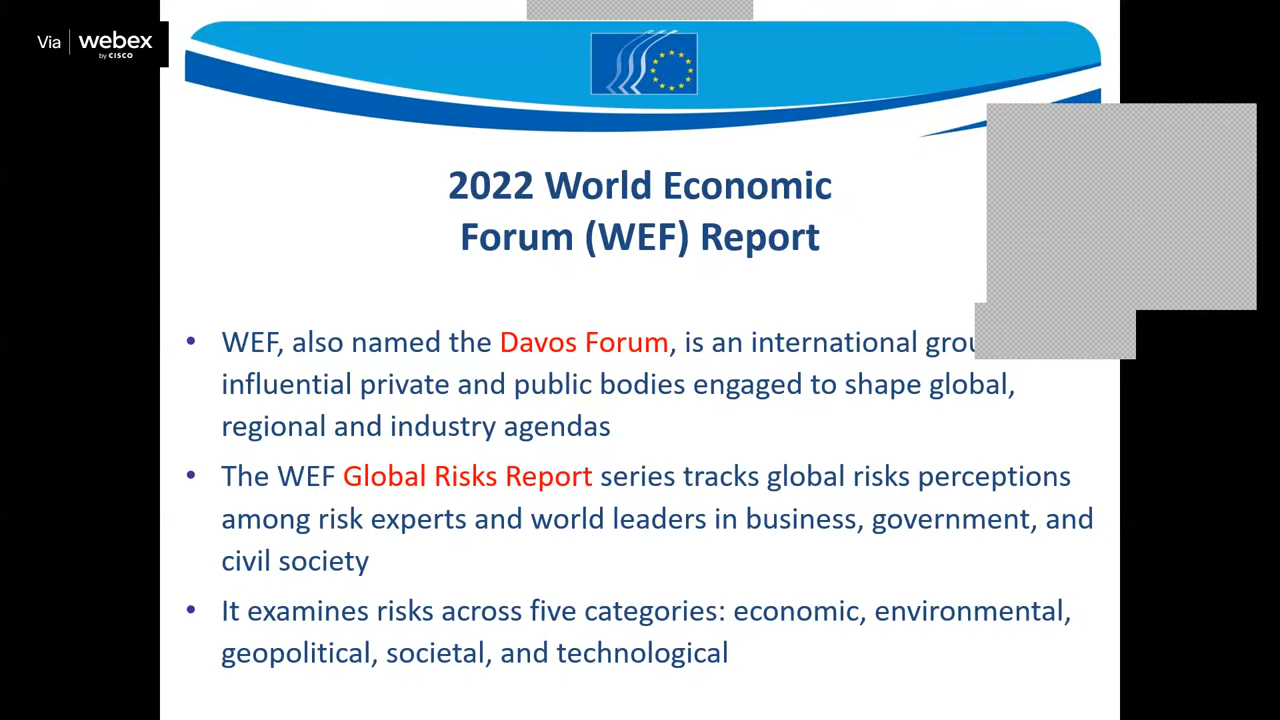 Via webex
by CISCO
2022 World Economic
Forum (WEF) Report
• WEF, also named the Davos Forum, is an international
influential private and public bodies engaged to shape global,
regional and industry agendas
• The WEF Global Risks Report series tracks global risks perceptions
among risk experts and world leaders in business, government, and
civil society
• It examines risks across five categories: economic, environmental,
geopolitical, societal, and technological